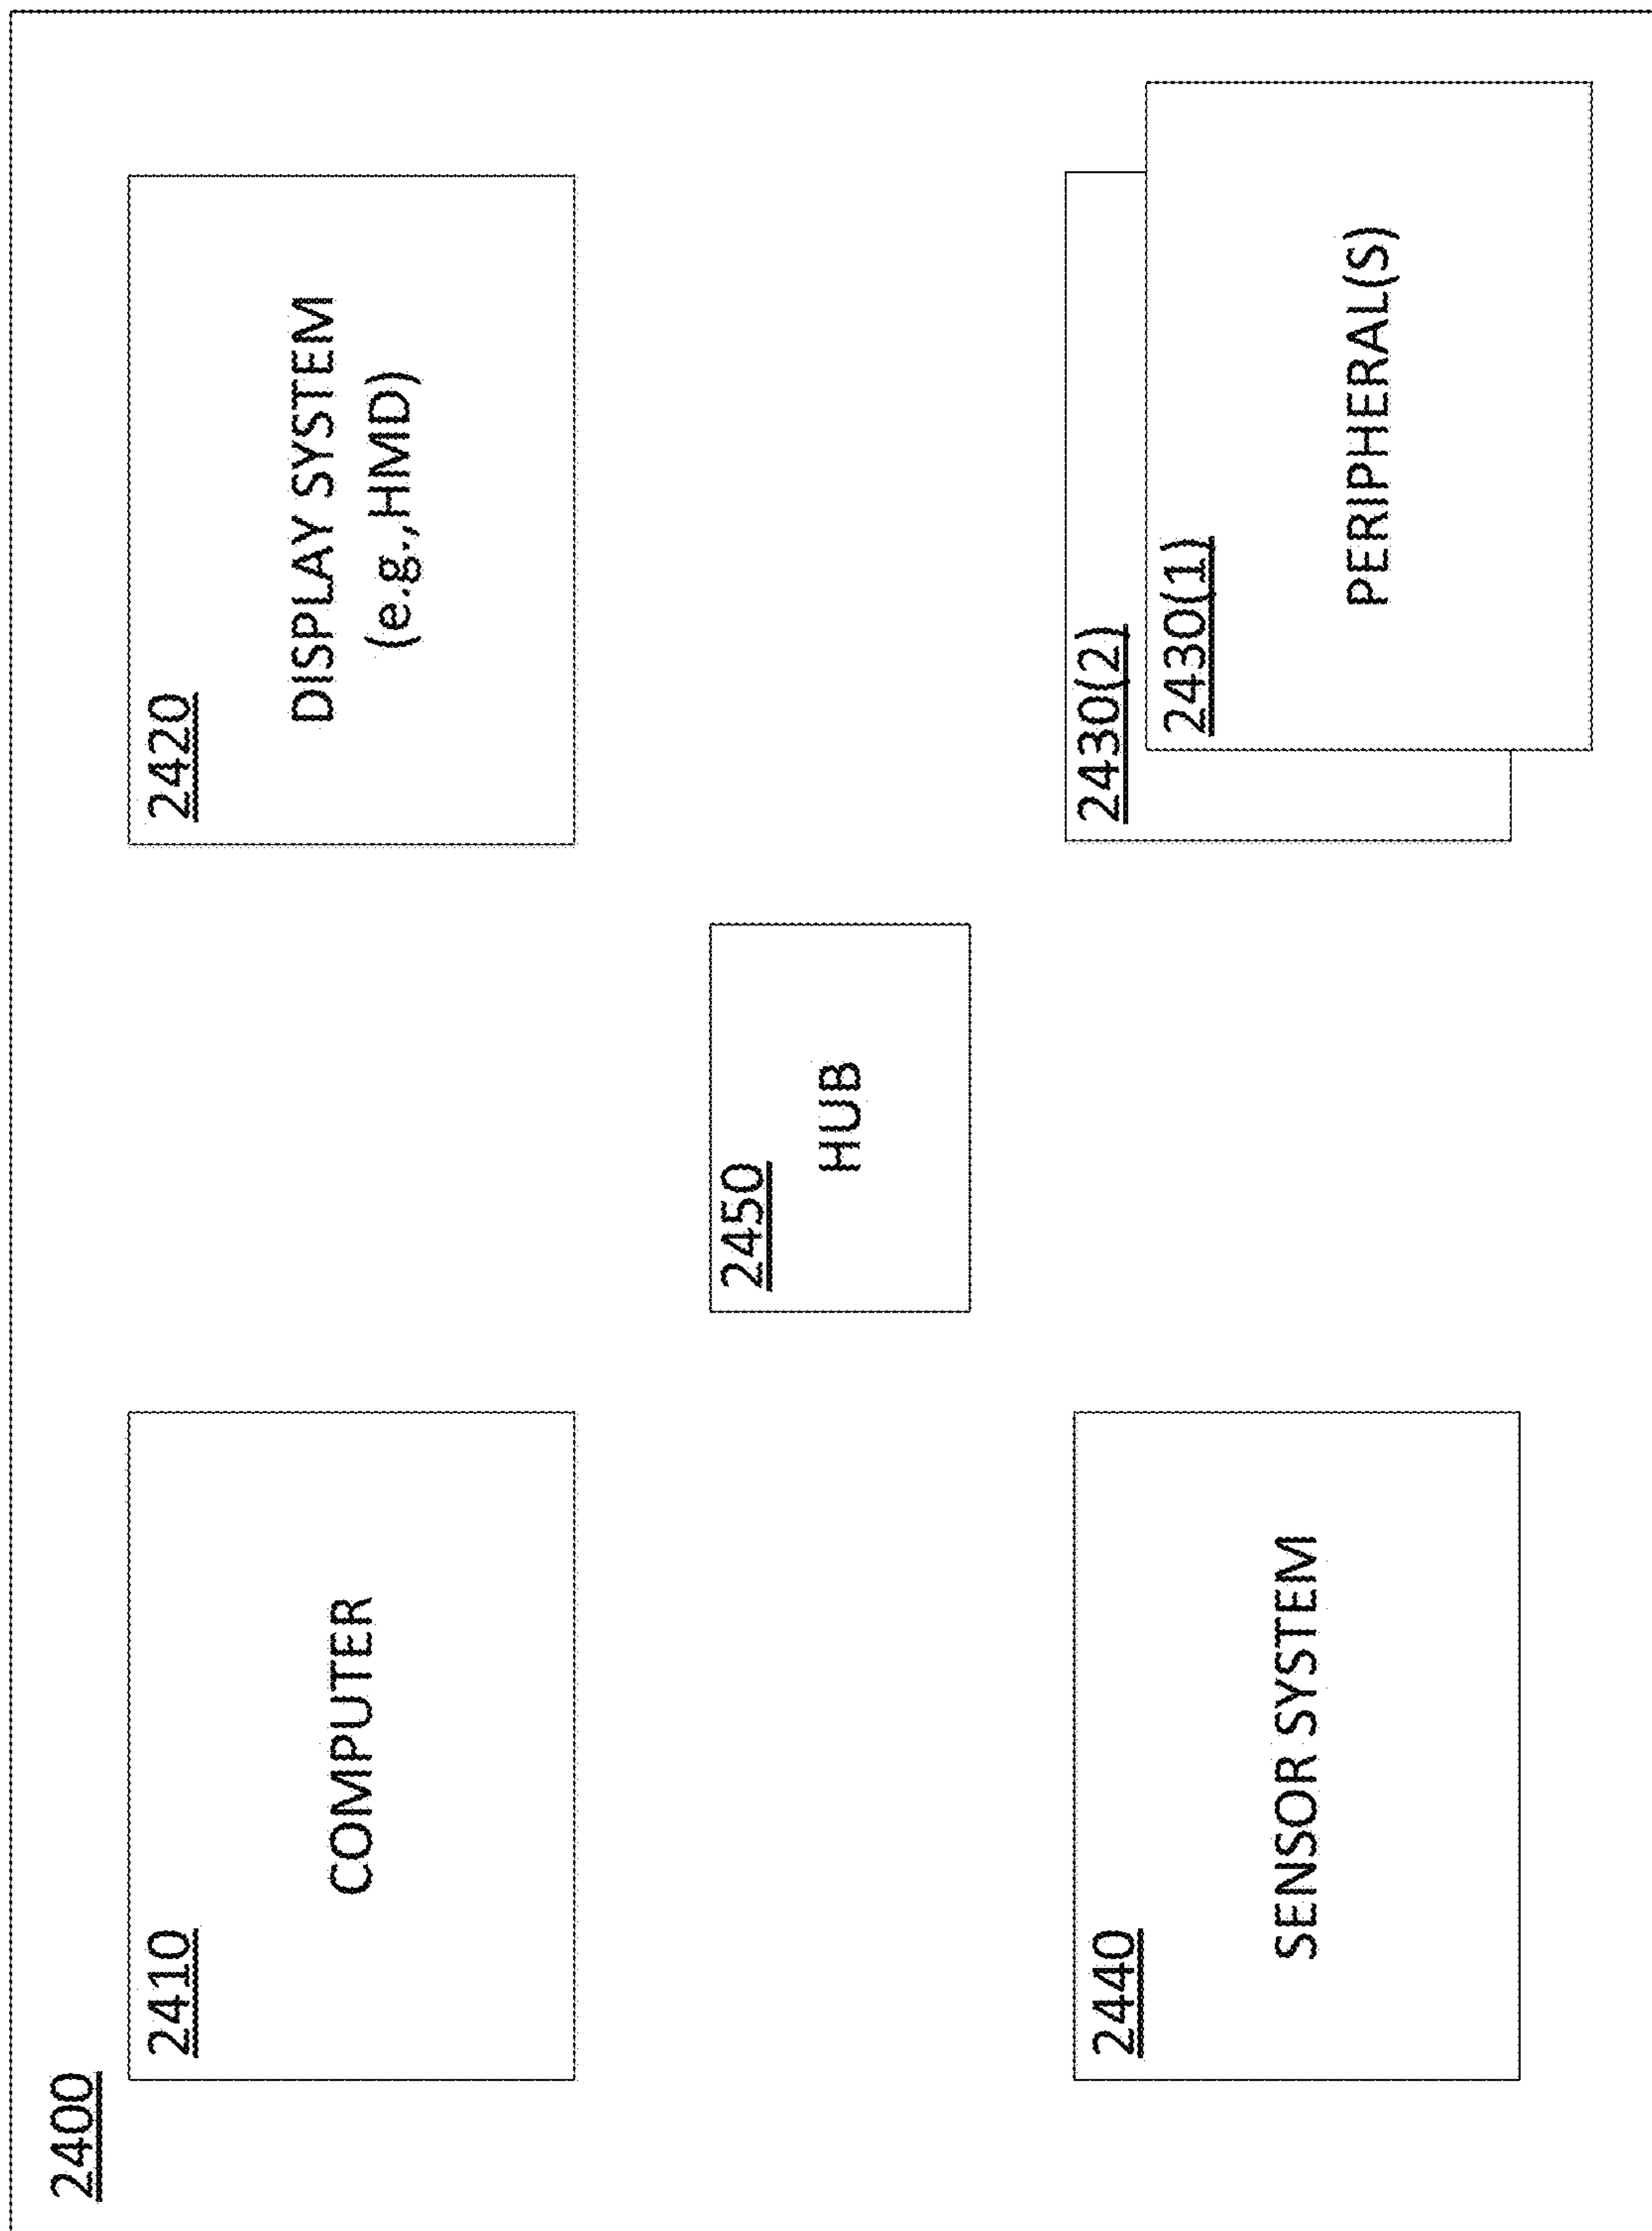 2400
2410
COMPUTER
2420
DISPLAY SYSTEM
(e.g.,HMD)
2450
HUB
2440
SENSOR SYSTEM
2430(2)
2430(1)
PERIPHERAL(S)